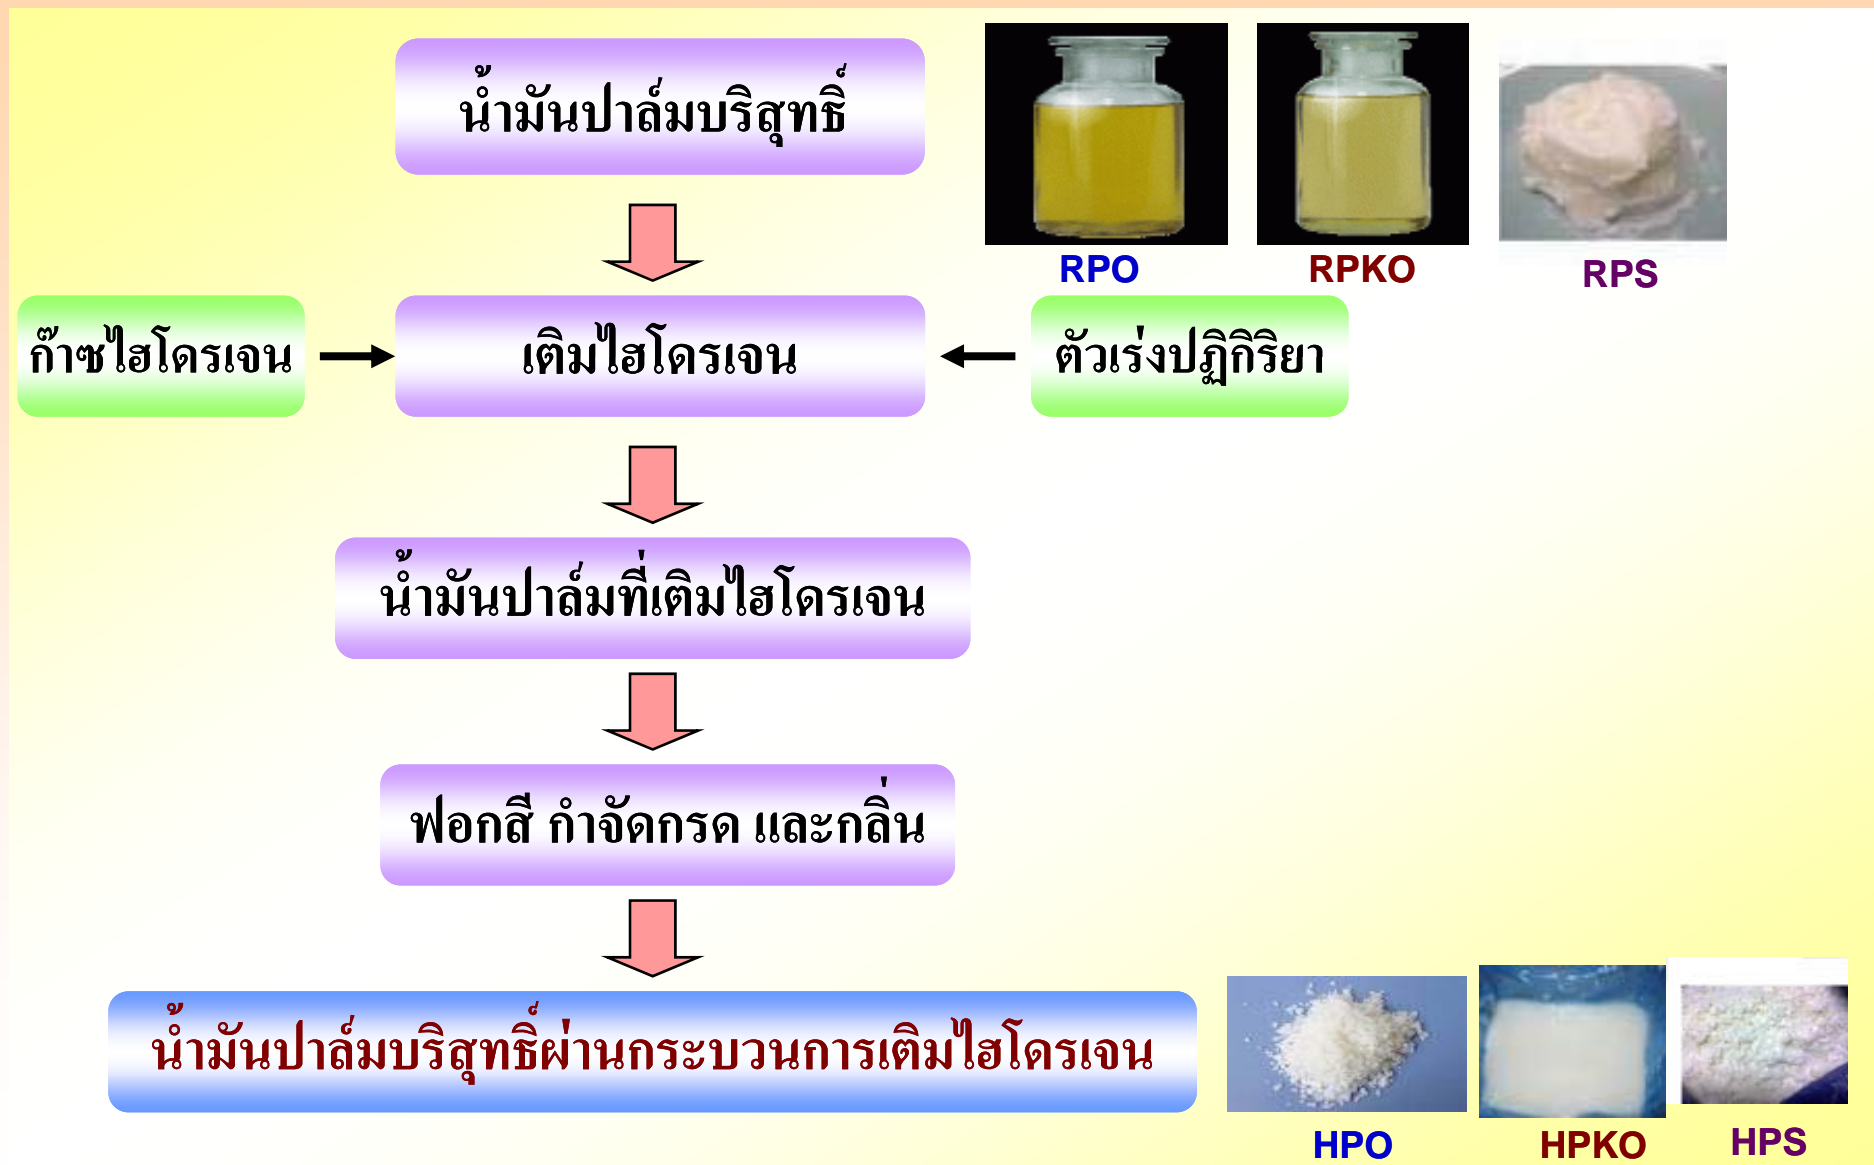 น้ำมันปาล์มบริสุทธิ์
RPO
RPKO
RPS
ก๊าซไฮโดรเจน
เติมไฮโดรเจน
ตัวเร่งปฏิกิริยา
น้ำมันปาล์มที่เติมไฮโดรเจน
ฟอกสี กำจัดกรด และกลิ่น
น้ำมันปาล์มบริสุทธิ์ผ่านกระบวนการเติมไฮโดรเจน
HPO
HPKO
HPS